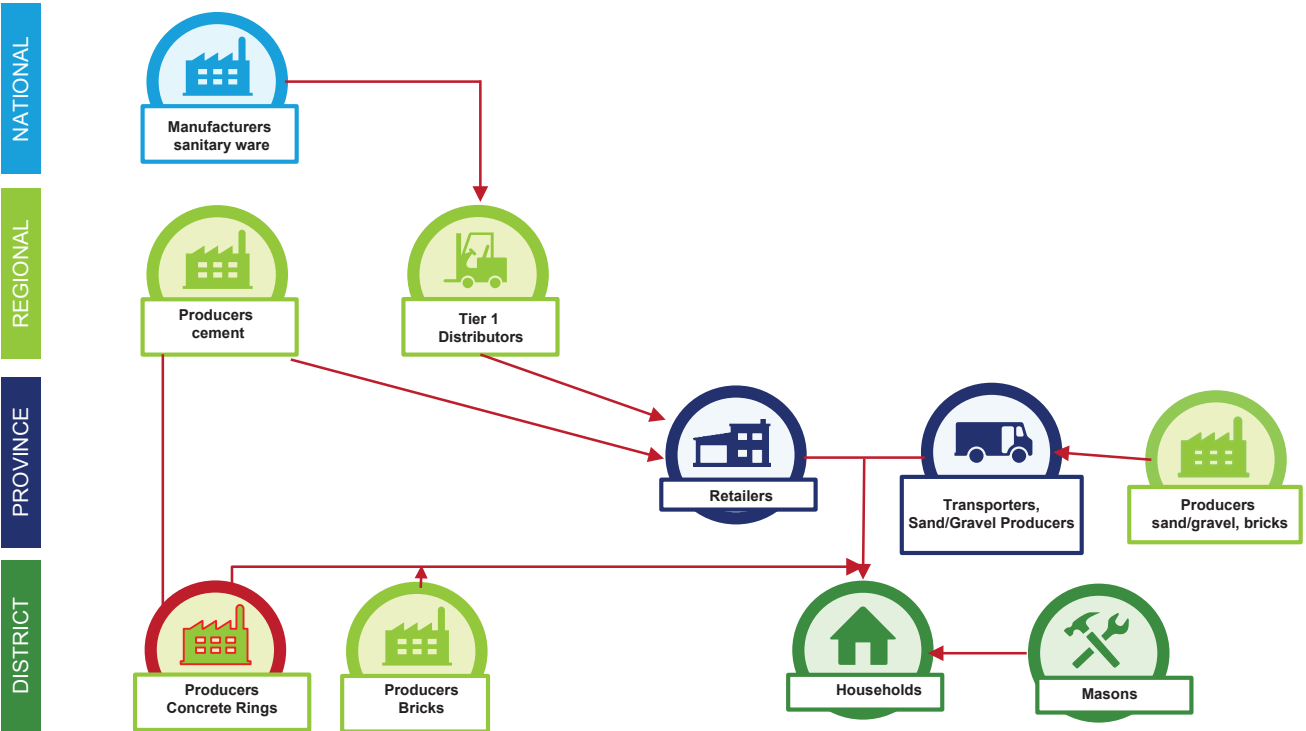 NATIONAL
Manufacturers
sanitary ware
REGIONAL
Producers
cement
Tier 1
Distributors
PROVINCE
Retailers
Transporters,
Sand/Gravel Producers
Producers
sand/gravel, bricks
DISTRICT
Producers
Concrete Rings
Producers
Bricks
Households
Masons